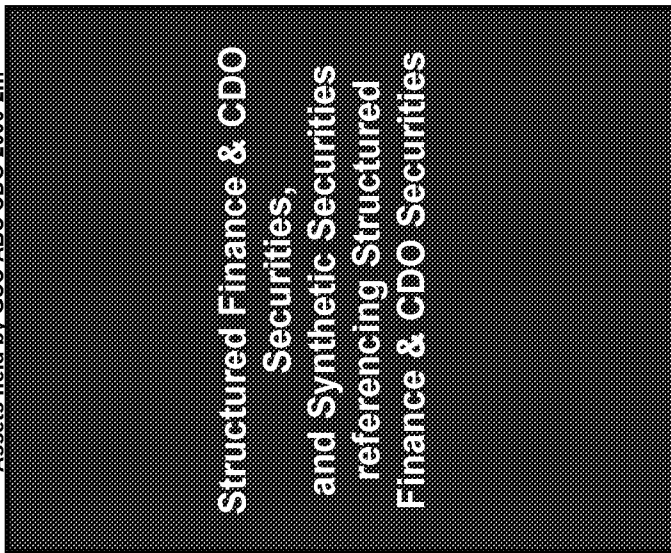 Structured Finance & CDO
Securities,
and Synthetic Securities
referencing Structured
Finance & CDO Securities